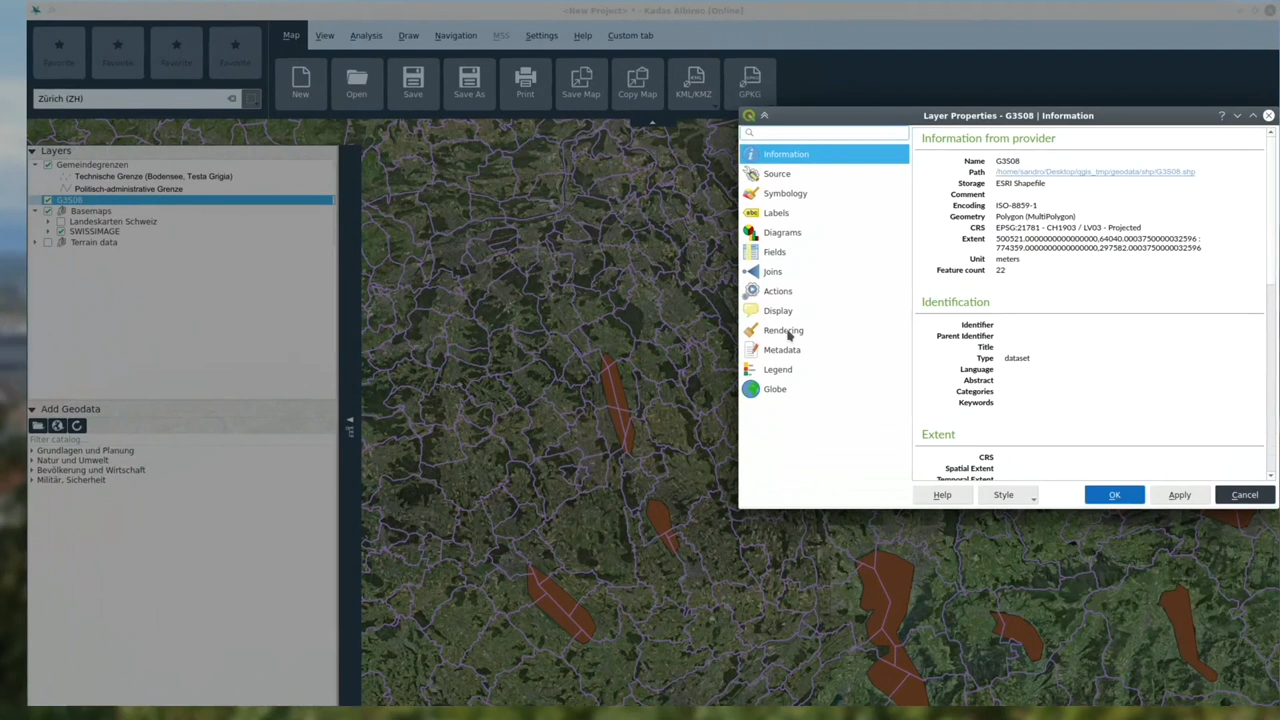 <New Project> * - Kadas Albireo [Online]
Map View Analysis Draw Navigation MSS Settings Help Custom tab
Favorite Favorite Favorite Favorite
New Open Save Save As Print Save Map Copy Map KML/KMZ GPKG
KML
GPKG
Zürich (ZH)
Layers
Gemeindegrenzen
Technische Grenze (Bodensee, Testa Grigia)
Politisch-administrative Grenze
G3S08
Basemaps
Landeskarten Schweiz
SWISSIMAGE
Terrain data
Add Geodata
Filter catalog...
Grundlagen und Planung
Natur und Umwelt
Bevölkerung und Wirtschaft
Militär, Sicherheit
Layer Properties - G3S08 | Information
Information
Source
Symbology
abc Labels
Diagrams
Fields
Joins
Actions
Display
Rendering
Metadata
Legend
Globe
Information from provider
Name G3S08
Path /home/sandro/Desktop/qgis_tmp/geodata/shp/G3S08.shp
Storage ESRI Shapefile
Comment
Encoding ISO-8859-1
Geometry Polygon (MultiPolygon)
CRS EPSG:21781 - CH1903 / LV03 - Projected
Extent 500521.0000000000000000,64040.0003750000032596 :
774359.0000000000000000,297582.0003750000032596
Unit meters
Feature count 22
Identification
Identifier
Parent Identifier
Title
Type dataset
Language
Abstract
Categories
Keywords
Extent
CRS
Spatial Extent
Temporal Extent
Help Style OK Apply Cancel